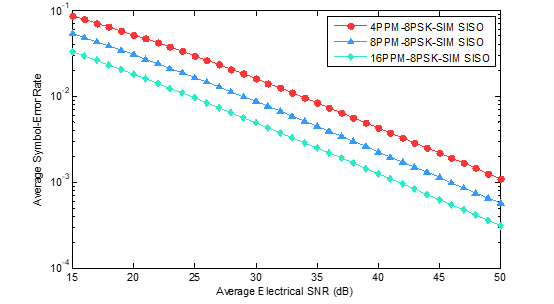 10^-1
10^-2
10^-3
10^-4
Average Symbol-Error Rate
4PPM-8PSK-SIM SISO
8PPM-8PSK-SIM SISO
16PPM-8PSK-SIM SISO
15 20 25 30 35 40 45 50
Average Electrical SNR (dB)